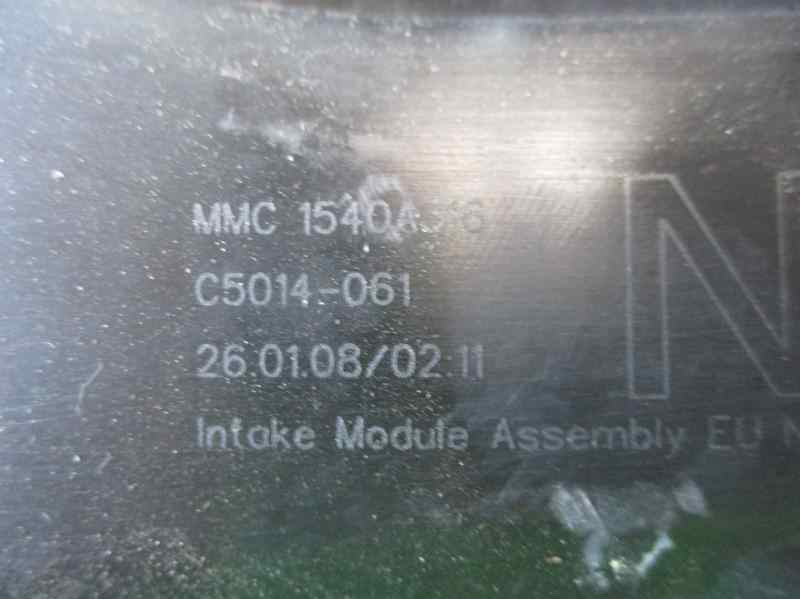 MMC
C5014-061
26.01.08/02:11
Intake Module Assembly EU N